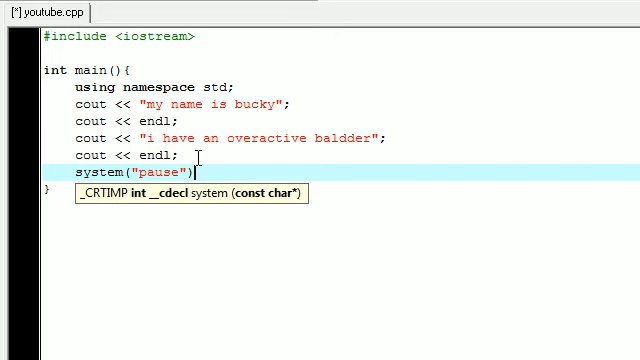 [*] youtube.cpp
#include <iostream>
int main(){
using namespace std;
cout << "my name is bucky";
cout << endl;
cout << "i have an overactive baldder";
cout << endl;
system("pause")
}
_CRTIMP int __cdecl system (const char*)